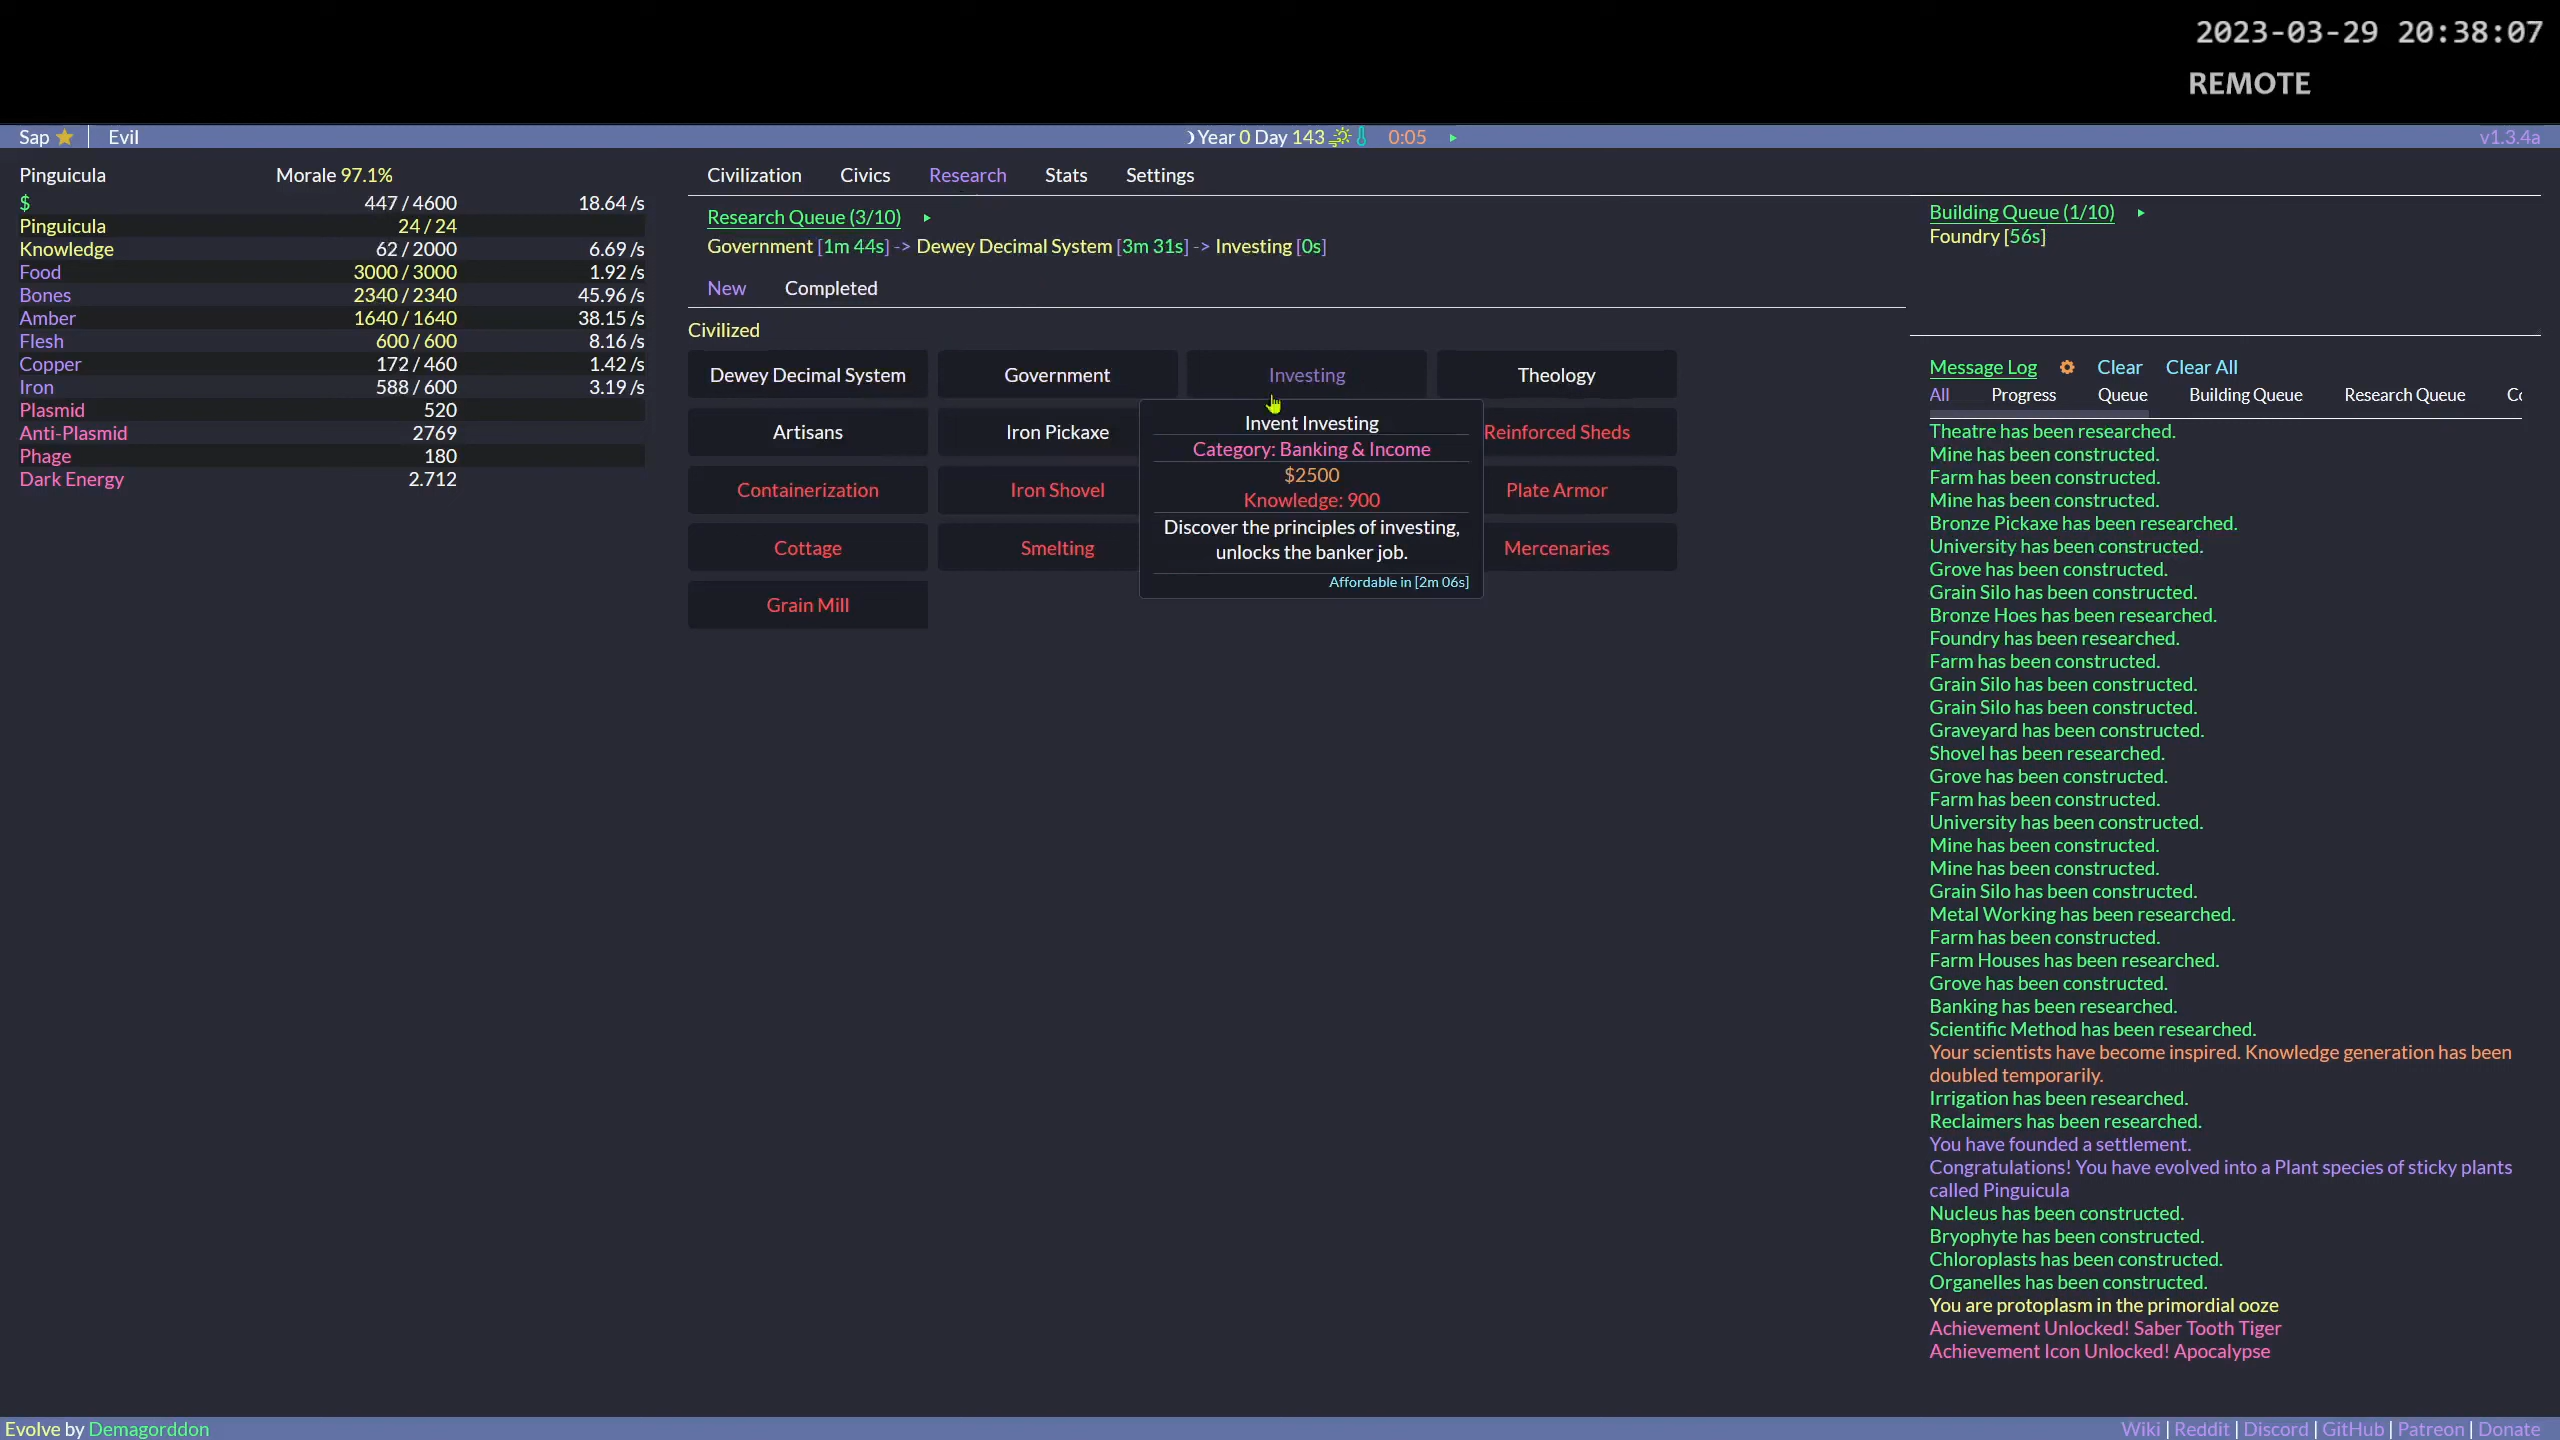 2023-03-29 20:38:07
REMOTE
Sap Evil Year 0 Day 143 0:05 v1.3.4a
Pinguicula Morale 97.1%
$ 447 / 4600 18.64 /s
Pinguicula 24 / 24
Knowledge 62 / 2000 6.69 /s
Food 3000 / 3000 1.92 /s
Bones 2340 / 2340 45.96 /s
Amber 1640 / 1640 38.15 /s
Flesh 600 / 600 8.16 /s
Copper 172 / 460 1.42 /s
Iron 588 / 600 3.19 /s
Plasmid 520
Anti-Plasmid 2769
Phage 180
Dark Energy 2.712
Civilization Civics Research Stats Settings
Research Queue (3/10)
Government [1m 44s] -> Dewey Decimal System [3m 31s] -> Investing [0s]
New Completed
Civilized
Dewey Decimal System Government Investing Theology
Artisans Iron Pickaxe Reinforced Sheds
Containerization Iron Shovel Plate Armor
Cottage Smelting Mercenaries
Grain Mill
Invent Investing
Category: Banking & Income
$2500
Knowledge: 900
Discover the principles of investing,
unlocks the banker job.
Affordable in [2m 06s]
Building Queue (1/10)
Foundry [56s]
Message Log Clear Clear All
All Progress Queue Building Queue Research Queue
Theatre has been researched.
Mine has been constructed.
Farm has been constructed.
Mine has been constructed.
Bronze Pickaxe has been researched.
University has been constructed.
Grove has been constructed.
Grain Silo has been constructed.
Bronze Hoes has been researched.
Foundry has been researched.
Farm has been constructed.
Grain Silo has been constructed.
Grain Silo has been constructed.
Graveyard has been constructed.
Shovel has been researched.
Grove has been constructed.
Farm has been constructed.
University has been constructed.
Mine has been constructed.
Mine has been constructed.
Grain Silo has been constructed.
Metal Working has been researched.
Farm has been constructed.
Farm Houses has been researched.
Grove has been constructed.
Banking has been researched.
Scientific Method has been researched.
Your scientists have become inspired. Knowledge generation has been
doubled temporarily.
Irrigation has been researched.
Reclaimers has been researched.
You have founded a settlement.
Congratulations! You have evolved into a Plant species of sticky plants
called Pinguicula
Nucleus has been constructed.
Bryophyte has been constructed.
Chloroplasts has been constructed.
Organelles has been constructed.
You are protoplasm in the primordial ooze
Achievement Unlocked! Saber Tooth Tiger
Achievement Icon Unlocked! Apocalypse
Evolve by Demagorddon Wiki | Reddit | Discord | GitHub | Patreon | Donate